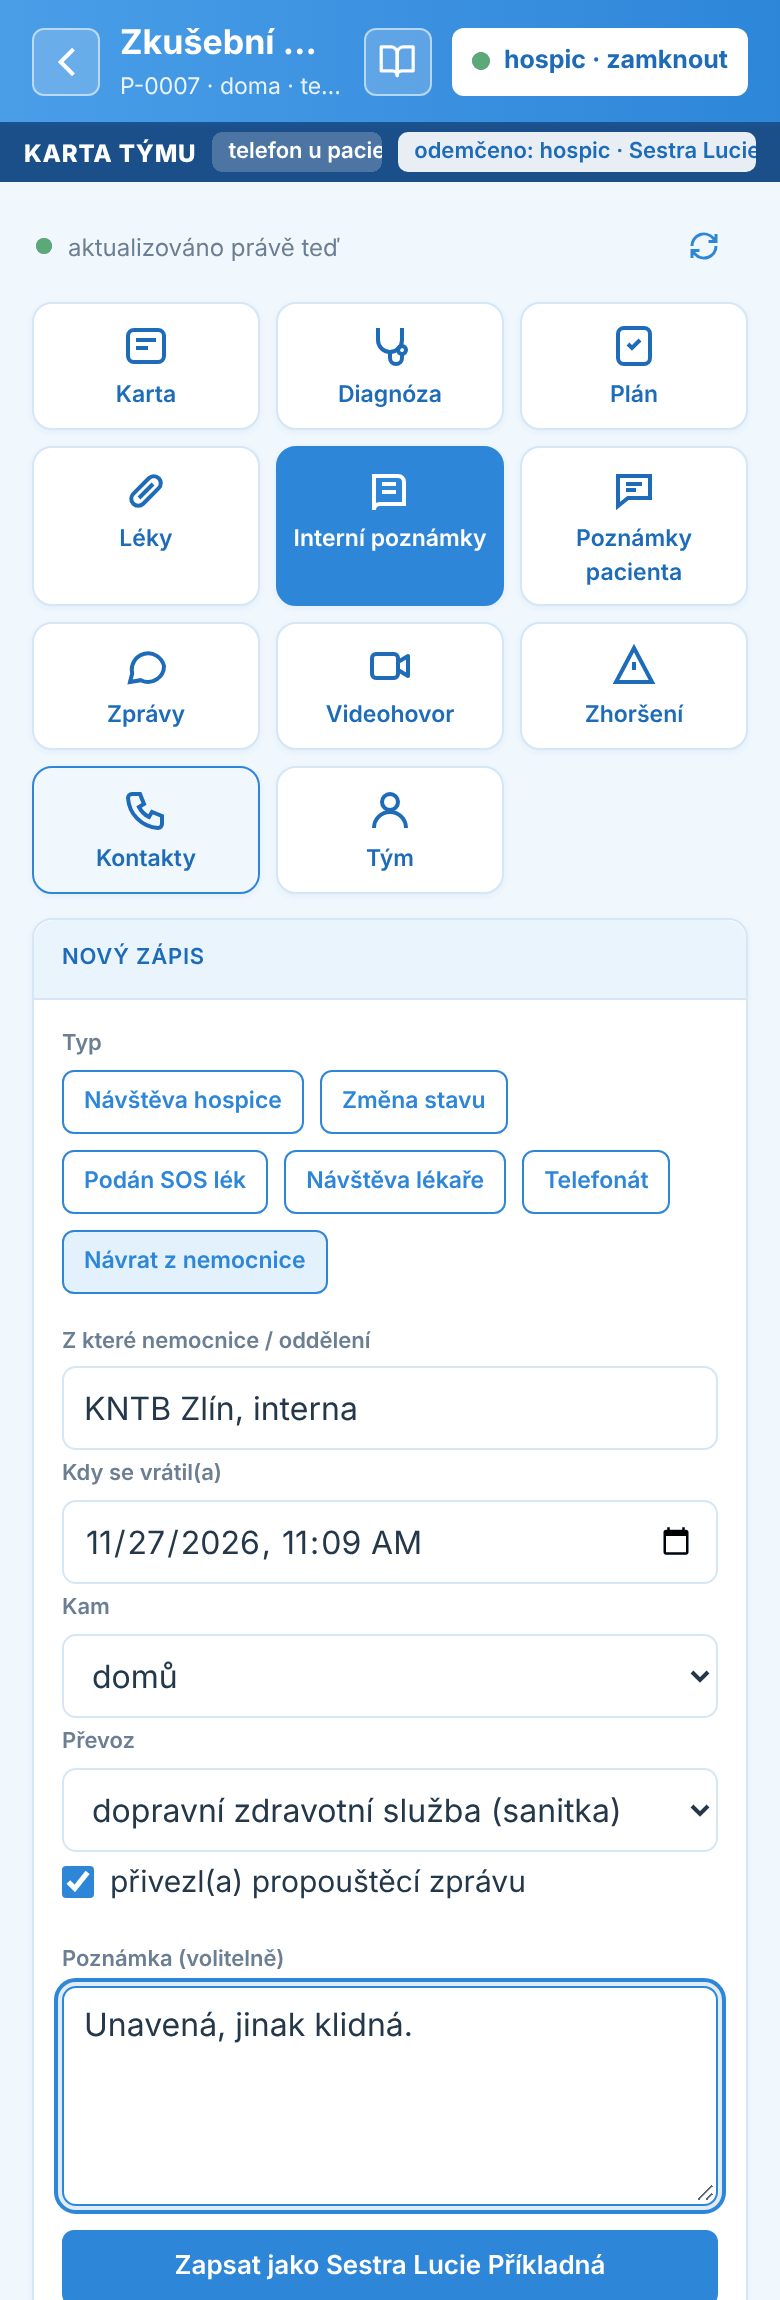 Zkušební ...
P-0007 · doma · te...
hospic · zamknout
KARTA TÝMU
telefon u pacie
odemčeno: hospic · Sestra Lucie
aktualizováno právě teď
Karta
Diagnóza
Plán
Léky
Interní poznámky
Poznámky
pacienta
Zprávy
Videohovor
Zhoršení
Kontakty
Tým
NOVÝ ZÁPIS
Typ
Návštěva hospice
Změna stavu
Podán SOS lék
Návštěva lékaře
Telefonát
Návrat z nemocnice
Z které nemocnice / oddělení
KNTB Zlín, interna
Kdy se vrátil(a)
11/27/2026, 11:09 AM
Kam
domů
Převoz
dopravní zdravotní služba (sanitka)
přivezl(a) propouštěcí zprávu
Poznámka (volitelně)
Unavená, jinak klidná.
Zapsat jako Sestra Lucie Příkladná